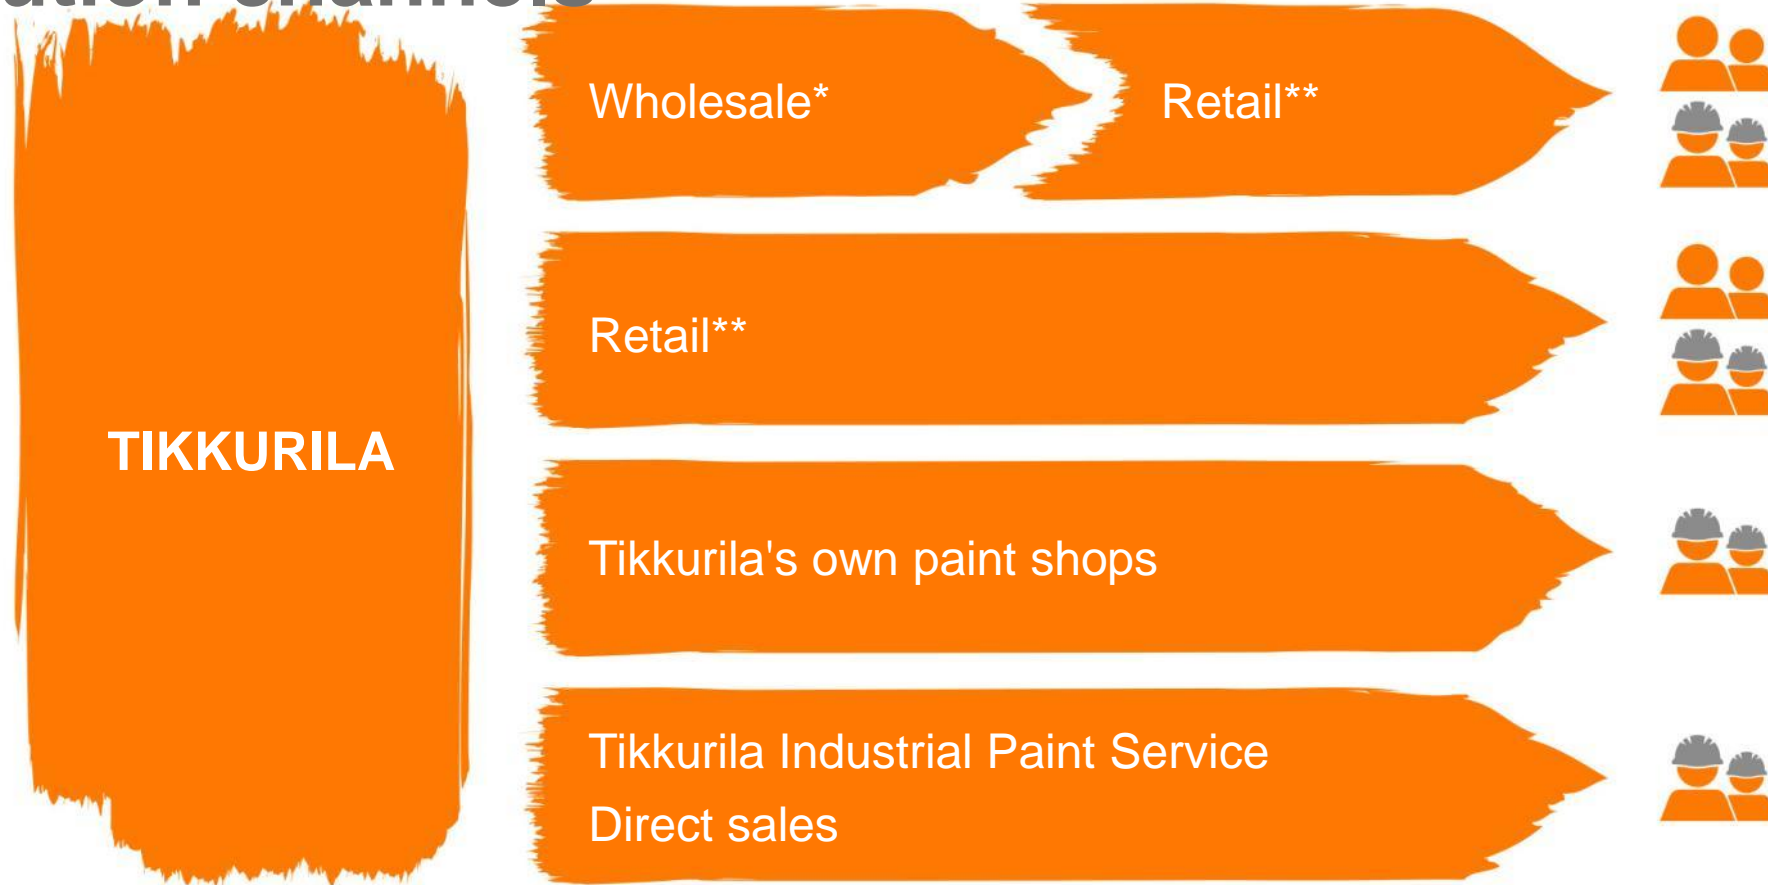 TIKKURILA
Wholesale*
Retail**
Retail**
Tikkurila's own paint shops
Tikkurila Industrial Paint Service
Direct sales